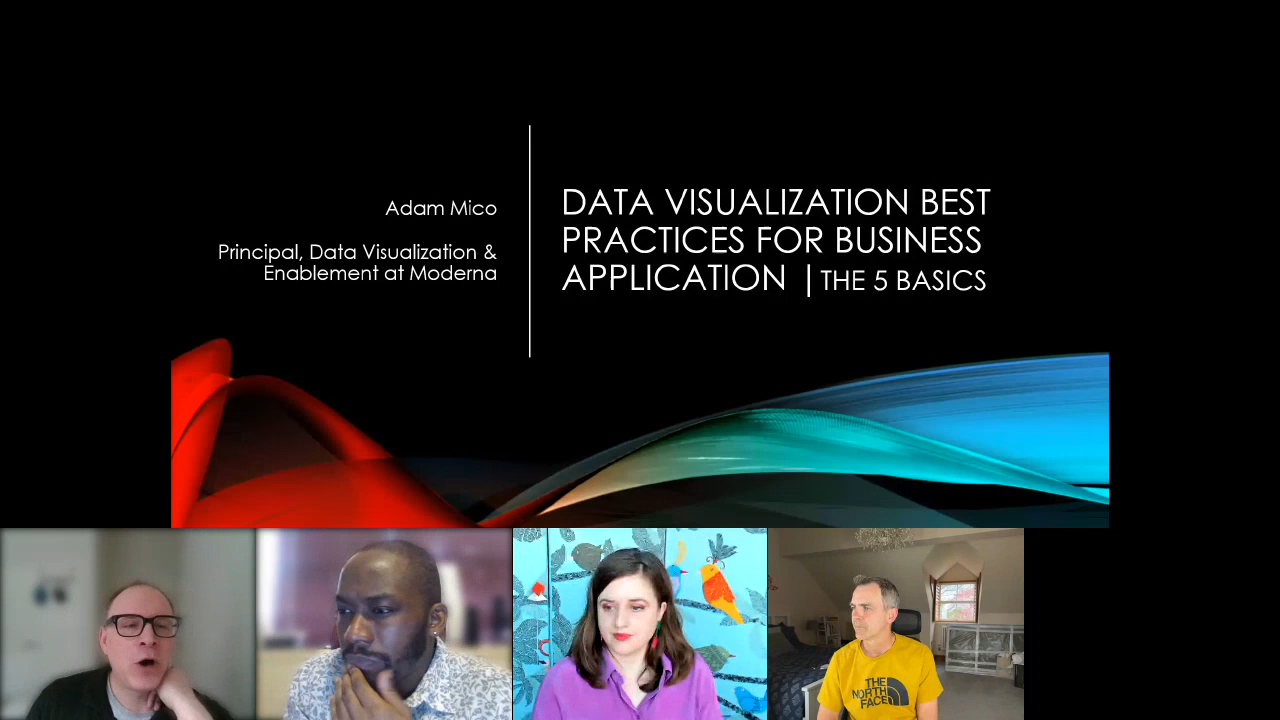 Adam Mico
Principal, Data Visualization &
Enablement at Moderna
DATA VISUALIZATION BEST
PRACTICES FOR BUSINESS
APPLICATION | THE 5 BASICS
THE
NORTH
FACE